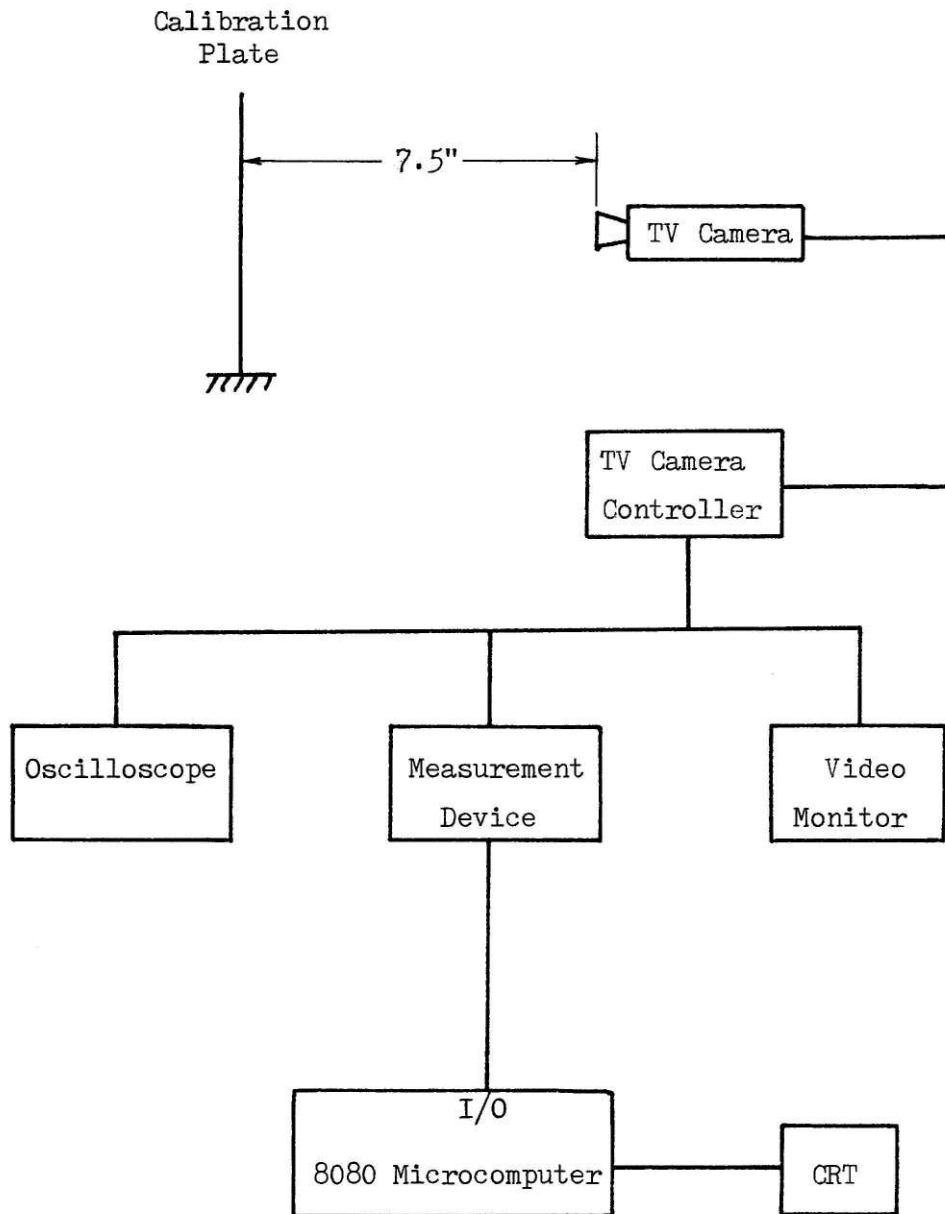 Calibration
Plate
7.5"
TV Camera
TV Camera
Controller
Oscilloscope
Measurement
Device
Video
Monitor
I/O
8080 Microcomputer
CRT